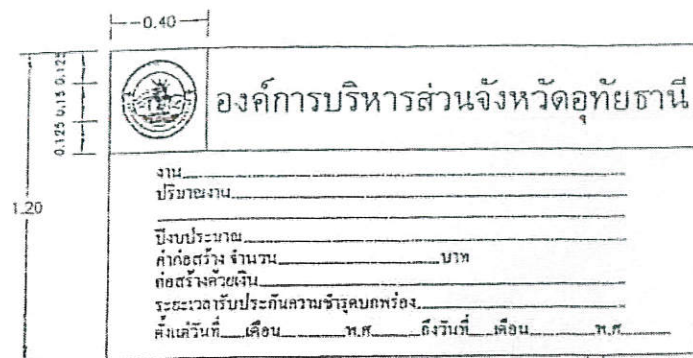 0.40
0.125 0.15 0.125
องค์การบริหารส่วนจังหวัดอุทัยธานี
1.20
งาน
ปริมาณงาน
ปีงบประมาณ
ค่าก่อสร้าง จำนวน บาท
ก่อสร้างด้วยเงิน
ระยะเวลารับประกันความชำรุดบกพร่อง
ตั้งแต่วันที่ เดือน พ.ศ. ถึงวันที่ เดือน พ.ศ.